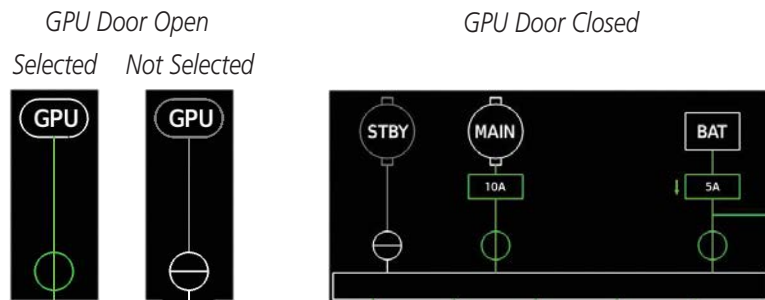 GPU Door Open
GPU Door Closed
Selected Not Selected
GPU
GPU
STBY
MAIN
BAT
10A
5A